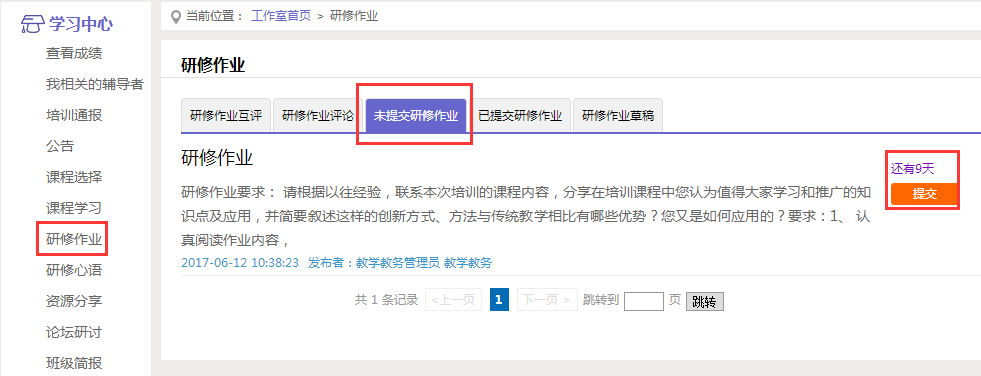 学习中心
查看成绩
我相关的辅导者
培训通报
公告
课程选择
课程学习
研修作业
研修心语
资源分享
论坛研讨
班级简报
当前位置： 工作室首页 > 研修作业
研修作业
研修作业互评 研修作业评论 未提交研修作业 已提交研修作业 研修作业草稿
研修作业
还有9天
提交
研修作业要求： 请根据以往经验，联系本次培训的课程内容，分享在培训课程中您认为值得大家学习和推广的知
识点及应用，并简要叙述这样的创新方式、方法与传统教学相比有哪些优势？您又是如何应用的？要求：1、 认
真阅读作业内容，
2017-06-12 10:38:23 发布者：教学教务管理员 教学教务
共 1 条记录 <上一页 1 下一页 > 跳转到 页 跳转